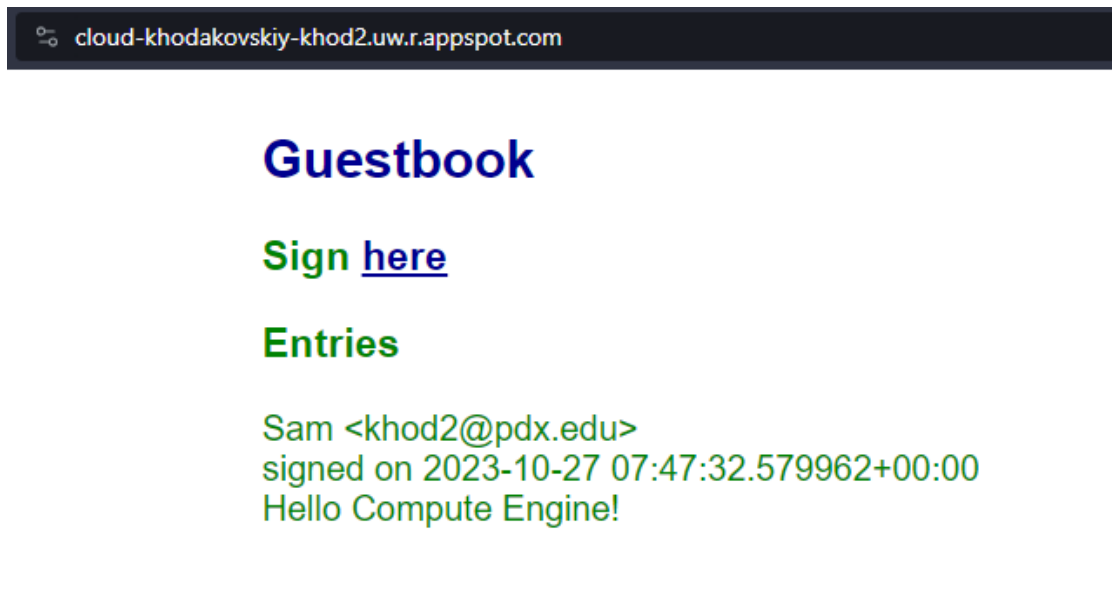 cloud-khodakovskiy-khod2.uw.r.appspot.com
Guestbook
Sign here
Entries
Sam <khod2@pdx.edu>
signed on 2023-10-27 07:47:32.579962+00:00
Hello Compute Engine!